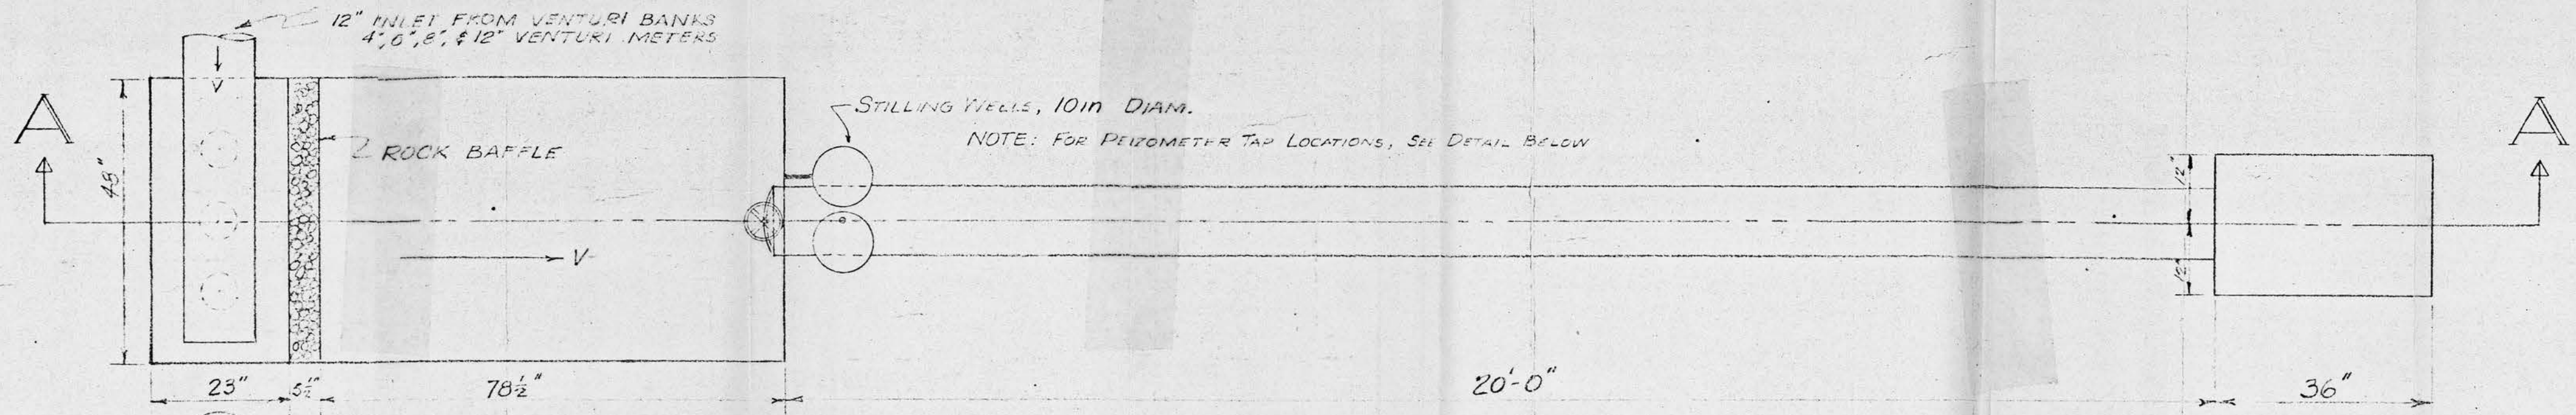 12" INLET FROM VENTURI BANKS
4", 6", 8", & 12" VENTURI METERS
A
A
48"
V
ROCK BAFFLE
STILLING WELLS, 10in DIAM.
NOTE: FOR PEIZOMETER TAP LOCATIONS, SEE DETAIL BELOW
V
12"
12"
23"
5½"
78½"
20'-0"
36"